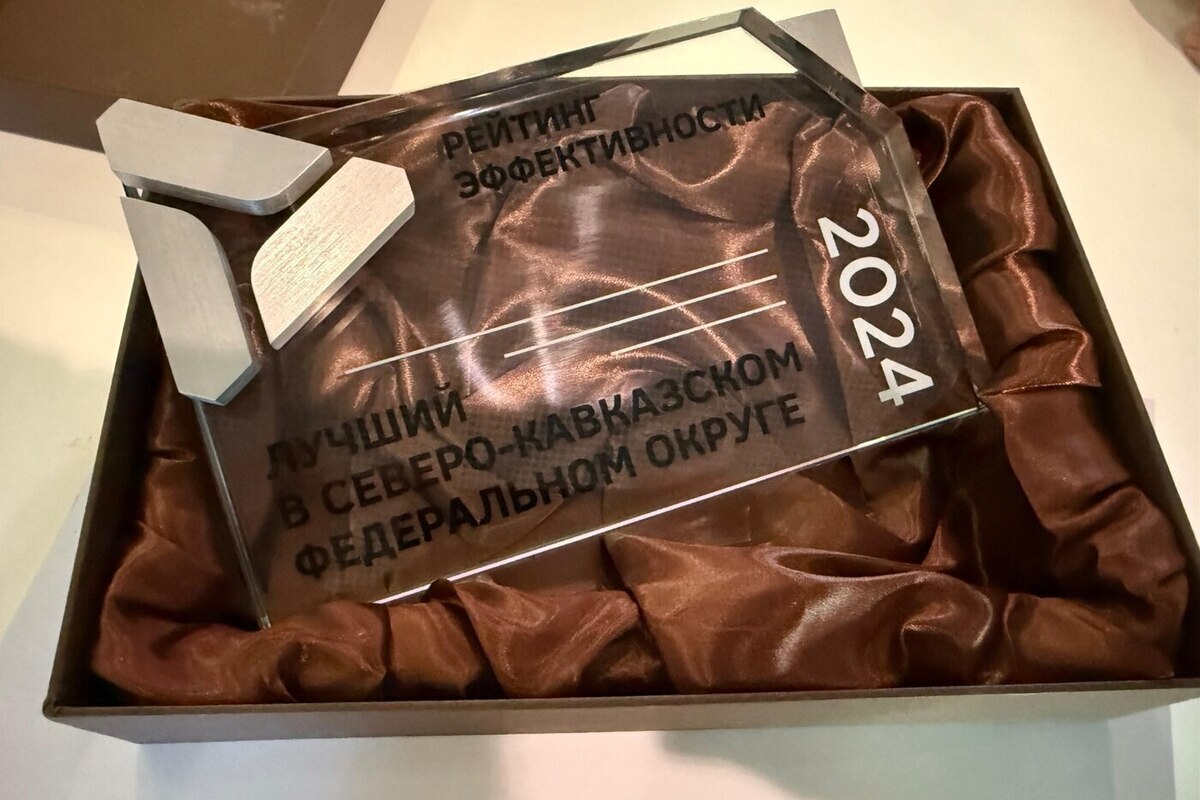 РЕЙТИНГ
ЭФФЕКТИВНОСТИ
2024
ЛУЧШИЙ
В СЕВЕРО-КАВКАЗСКОМ
ФЕДЕРАЛЬНОМ ОКРУГЕ